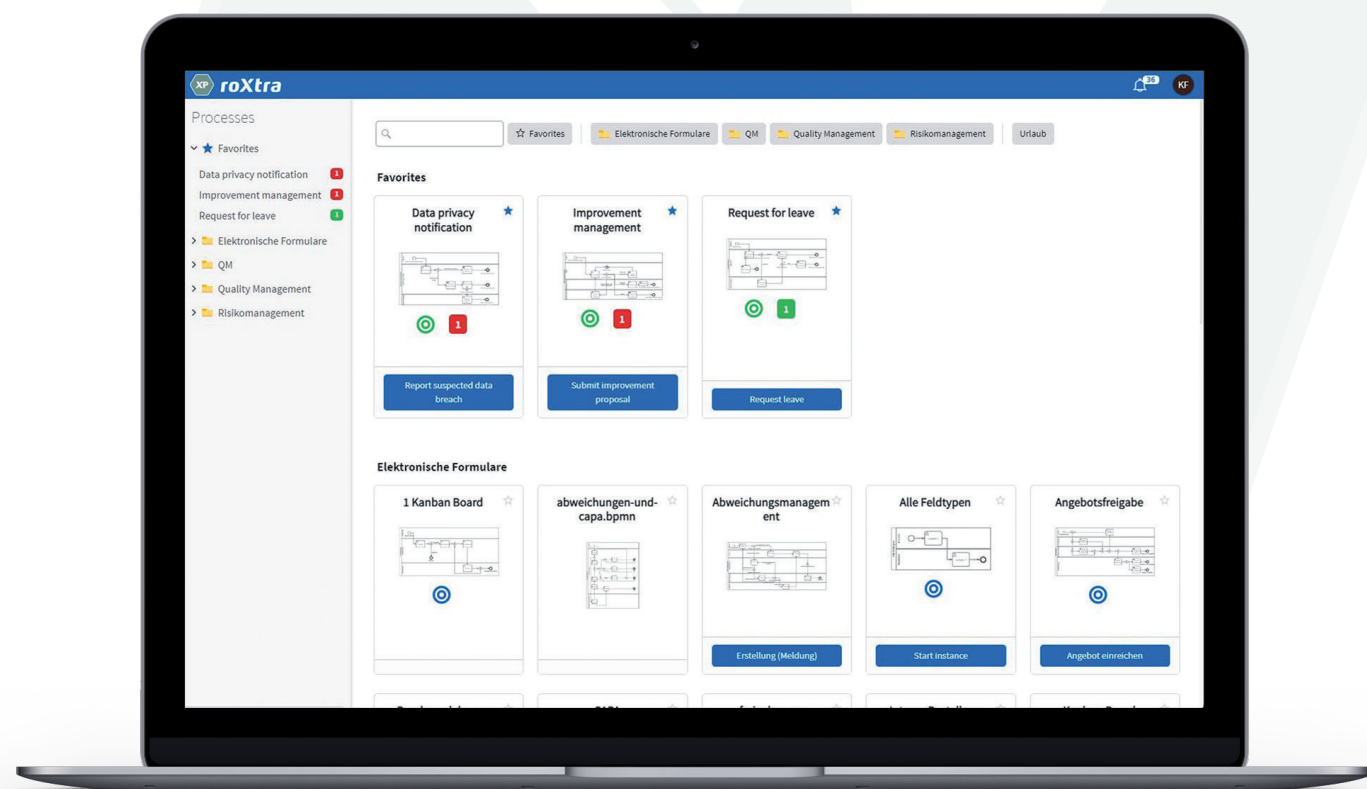 XP roXtra
36
KF
Processes
Favorites
Data privacy notification 1
Improvement management 1
Request for leave 1
Elektronische Formulare
QM
Quality Management
Risikomanagement
Favorites Elektronische Formulare QM Quality Management Risikomanagement Urlaub
Favorites
Data privacy
notification
1
Report suspected data
breach
Improvement
management
1
Submit improvement
proposal
Request for leave
1
Request leave
Elektronische Formulare
1 Kanban Board
abweichungen-und-
capa.bpmn
Abweichungsmanagem
ent
Erstellung (Meldung)
Alle Feldtypen
Start instance
Angebotsfreigabe
Angebot einreichen